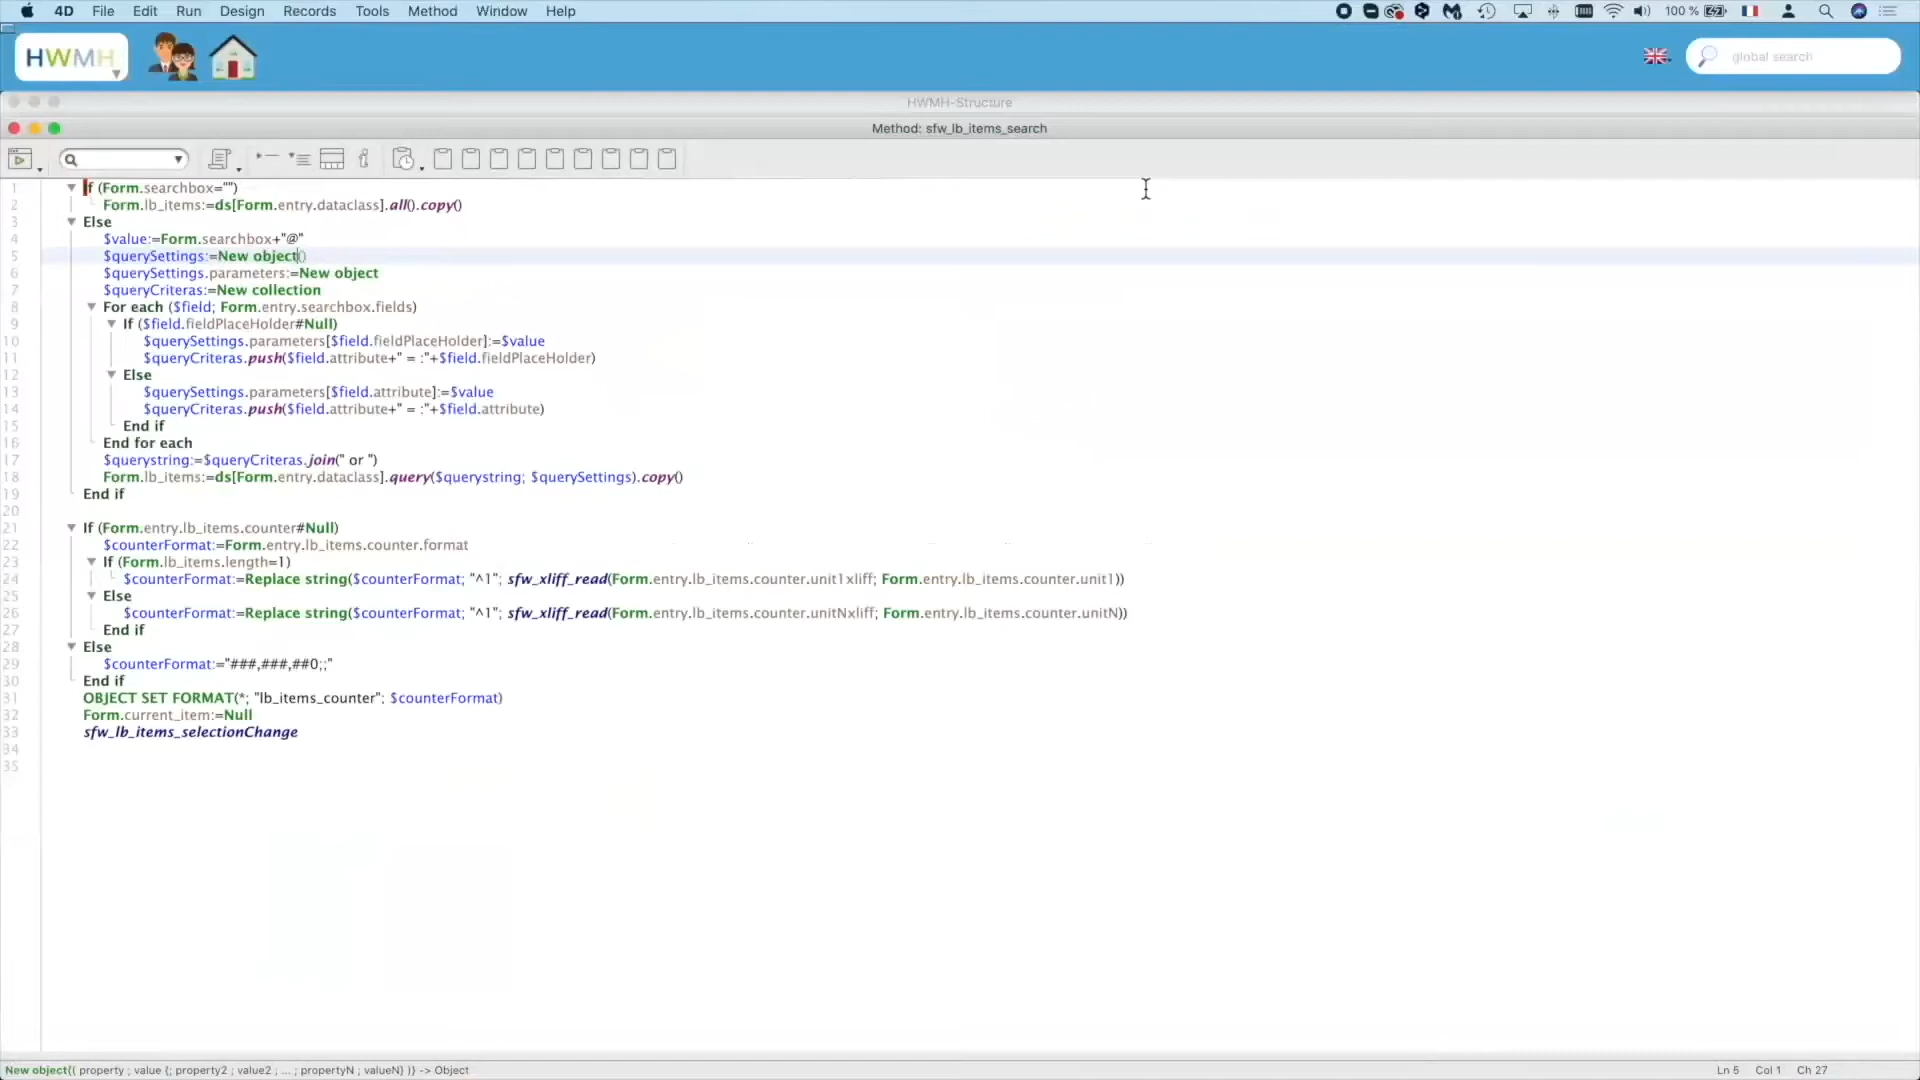 4D File Edit Run Design Records Tools Method Window Help 100 %
HWMH global search
HWMH-Structure
Method: sfw_lb_items_search
1 If (Form.searchbox="")
2 Form.lb_items:=ds[Form.entry.dataclass].all().copy()
3 Else
4 $value:=Form.searchbox+"@"
5 $querySettings:=New object()
6 $querySettings.parameters:=New object
7 $queryCriteras:=New collection
8 For each ($field; Form.entry.searchbox.fields)
9 If ($field.fieldPlaceHolder#Null)
10 $querySettings.parameters[$field.fieldPlaceHolder]:=$value
11 $queryCriteras.push($field.attribute+" = :"+$field.fieldPlaceHolder)
12 Else
13 $querySettings.parameters[$field.attribute]:=$value
14 $queryCriteras.push($field.attribute+" = :"+$field.attribute)
15 End if
16 End for each
17 $querystring:=$queryCriteras.join(" or ")
18 Form.lb_items:=ds[Form.entry.dataclass].query($querystring; $querySettings).copy()
19 End if
20
21 If (Form.entry.lb_items.counter#Null)
22 $counterFormat:=Form.entry.lb_items.counter.format
23 If (Form.lb_items.length=1)
24 $counterFormat:=Replace string($counterFormat; "^1"; sfw_xliff_read(Form.entry.lb_items.counter.unit1xliff; Form.entry.lb_items.counter.unit1))
25 Else
26 $counterFormat:=Replace string($counterFormat; "^1"; sfw_xliff_read(Form.entry.lb_items.counter.unitNxliff; Form.entry.lb_items.counter.unitN))
27 End if
28 Else
29 $counterFormat:="###,###,##0;;"
30 End if
31 OBJECT SET FORMAT(*; "lb_items_counter"; $counterFormat)
32 Form.current_item:=Null
33 sfw_lb_items_selectionChange
34
35
New object{( property ; value {; property2 ; value2 ; ... ; propertyN ; valueN} )} -> Object Ln 5 Col 1 Ch 27